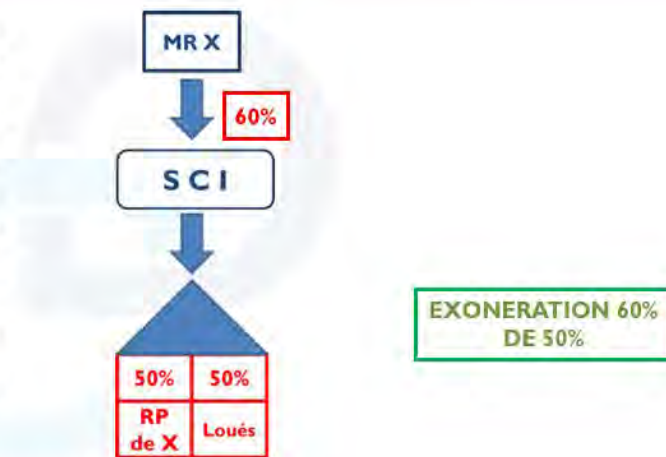 MR X
60%
S C I
EXONERATION 60%
DE 50%
50% 50%
RP
de X
Loués